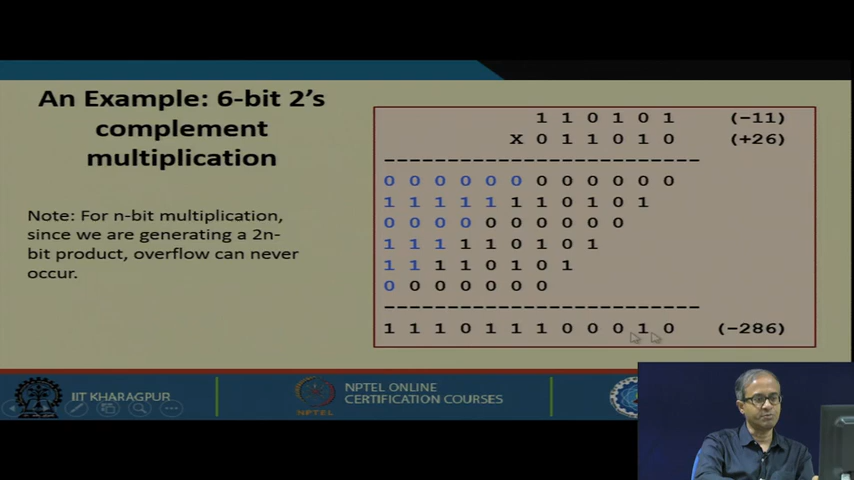 An Example: 6-bit 2's
complement
multiplication
Note: For n-bit multiplication,
since we are generating a 2n-
bit product, overflow can never
occur.
1 1 0 1 0 1 (-11)
X 0 1 1 0 1 0 (+26)
0 0 0 0 0 0 0 0 0 0 0 0
1 1 1 1 1 1 1 0 1 0 1
0 0 0 0 0 0 0 0 0 0
1 1 1 1 1 0 1 0 1
1 1 1 1 0 1 0 1
0 0 0 0 0 0 0
1 1 1 0 1 1 1 0 0 0 1 0 (-286)
IIT KHARAGPUR
NPTEL
NPTEL ONLINE
CERTIFICATION COURSES